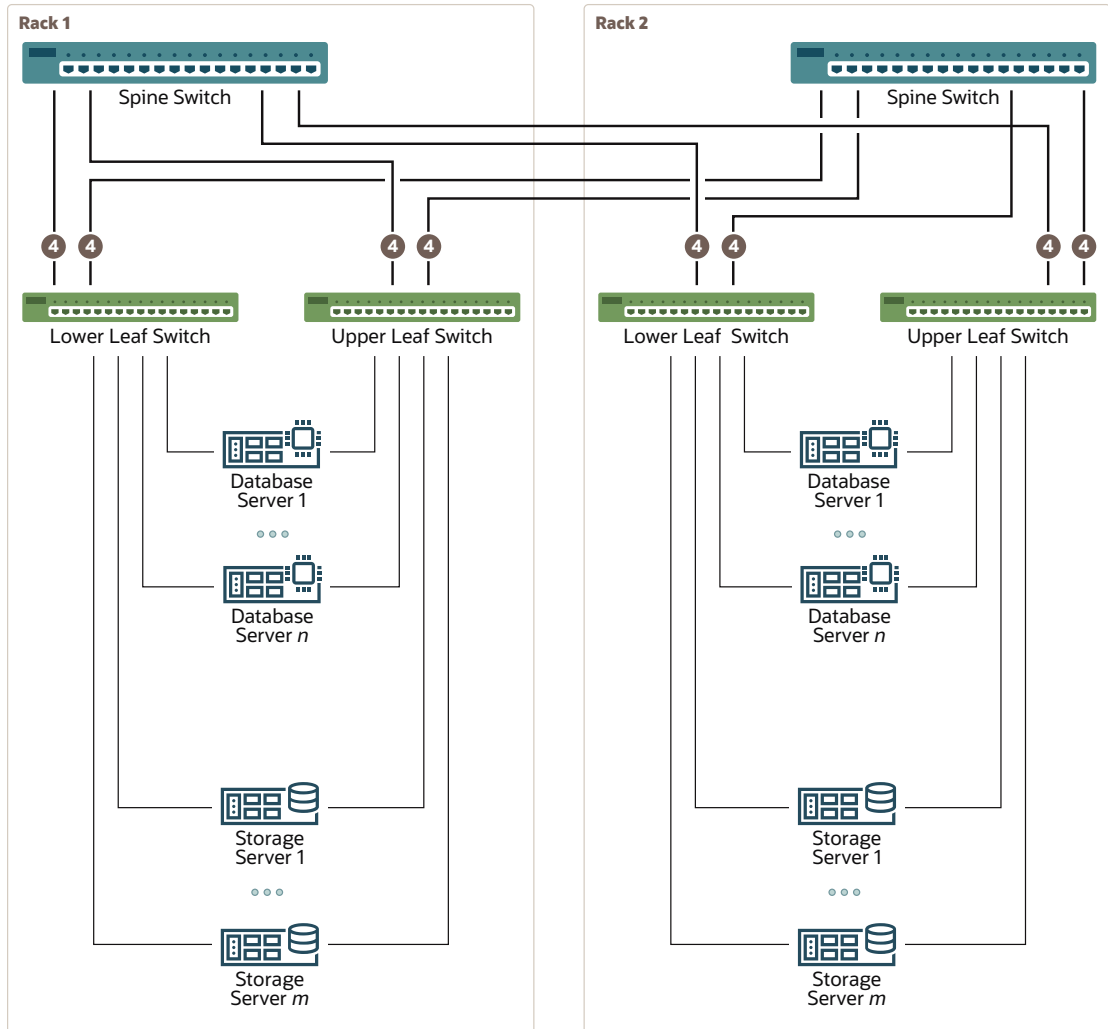 Rack 1
Rack 2
Spine Switch
Spine Switch
4
4
4
4
4
4
4
4
Lower Leaf Switch
Upper Leaf Switch
Lower Leaf Switch
Upper Leaf Switch
Database
Server 1
Database
Server 1
Database
Server n
Database
Server n
Storage
Server 1
Storage
Server 1
Storage
Server m
Storage
Server m